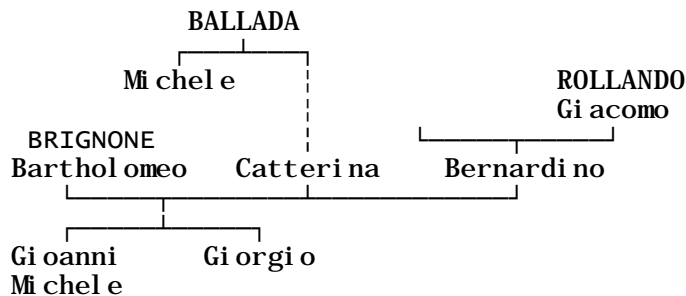 BALLADA
Michele ROLLANDO
Giacomo
BRIGNONE
Bartholomeo Catterina Bernardino
Gioanni Giorgio
Michele